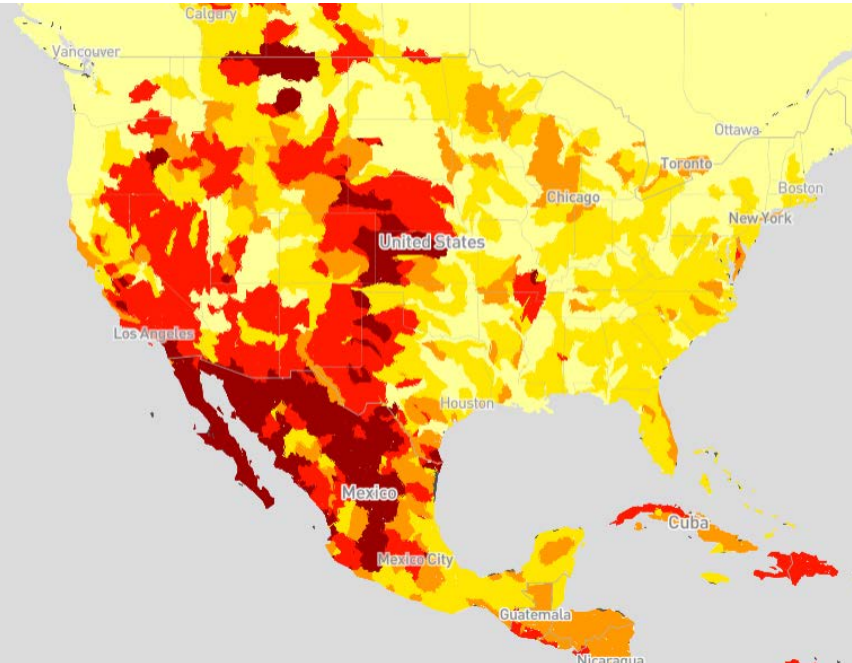 Calgary
Vancouver
Ottawa
Toronto
Boston
Chicago
New York
United States
Los Angeles
Houston
Mexico
Cuba
Mexico City
Guatemala
Nicaragua